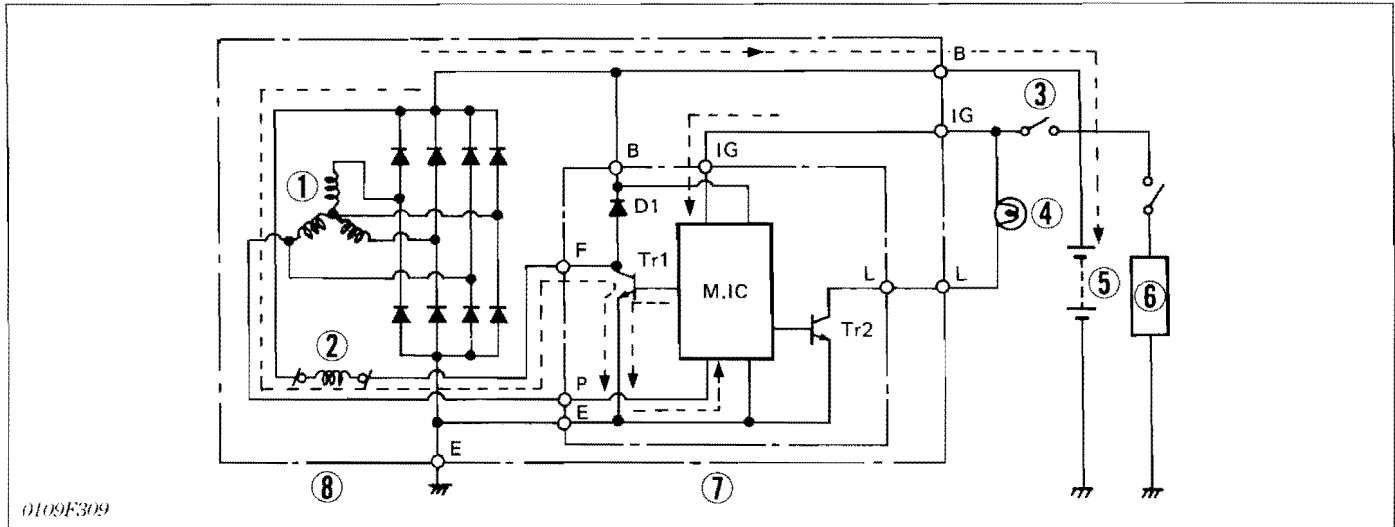 B
③
IG
B
IG
①
D1
④
F
Tr1
M.IC
L
L
⑤
⑥
Tr2
②
P
E
E
⑧
⑦
0109F309